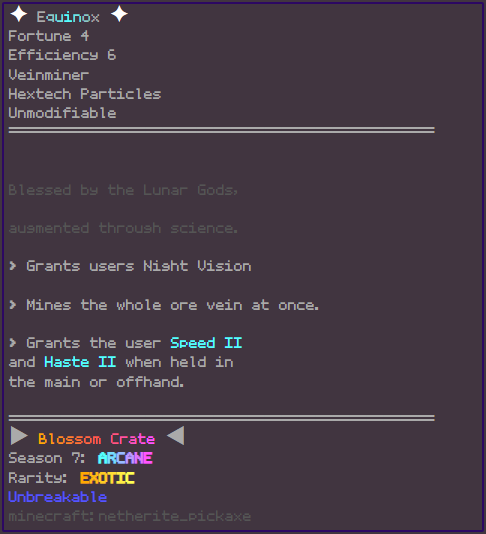 ✦ Equinox ✦
Fortune 4
Efficiency 6
Veinminer
Hextech Particles
Unmodifiable
Blessed by the Lunar Gods,
augmented through science.
> Grants users Night Vision
> Mines the whole ore vein at once.
> Grants the user Speed II
and Haste II when held in
the main or offhand.
▶ Blossom Crate ◀
Season 7: ARCANE
Rarity: EXOTIC
Unbreakable
minecraft:netherite_pickaxe